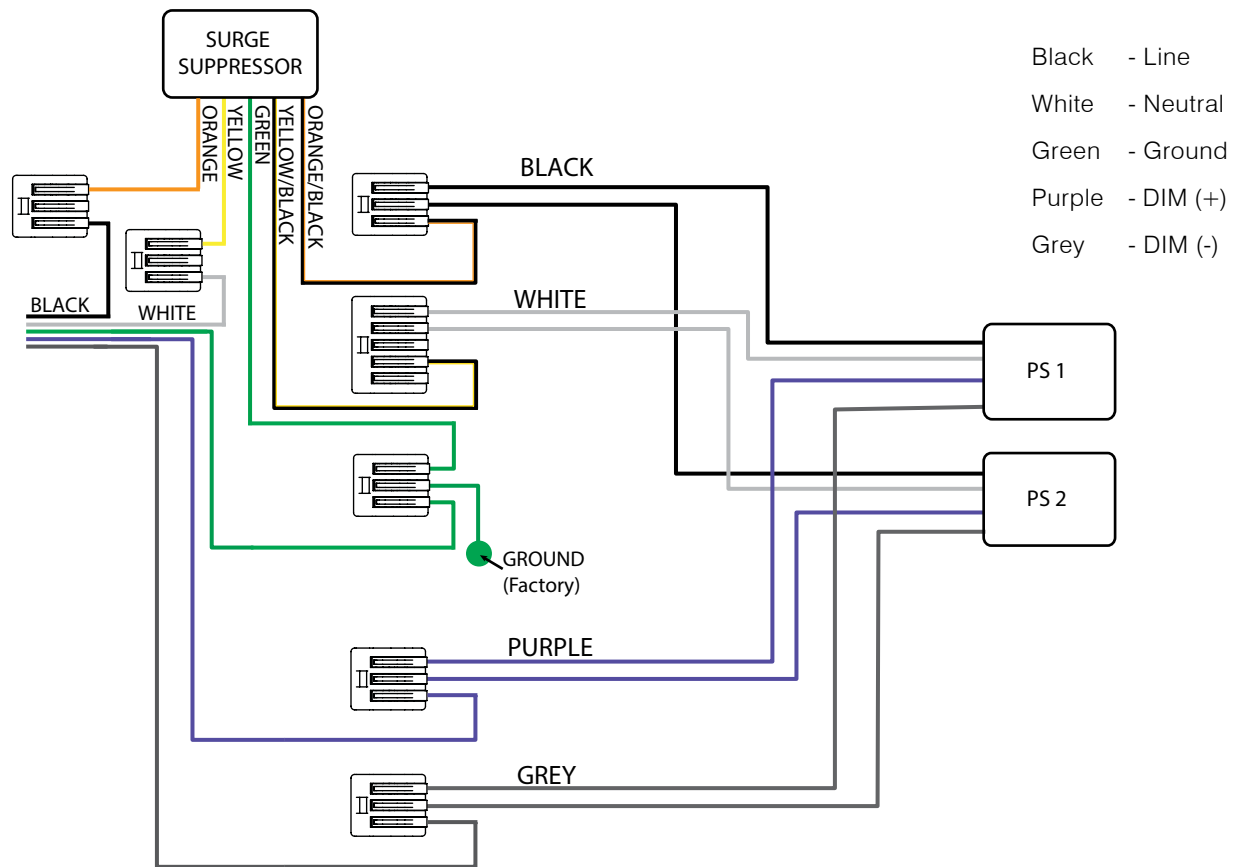 SURGE
SUPPRESSOR
ORANGE
YELLOW
GREEN
YELLOW/BLACK
ORANGE/BLACK
Black - Line
White - Neutral
Green - Ground
Purple - DIM (+)
Grey - DIM (-)
BLACK
BLACK
WHITE
WHITE
PS 1
PS 2
GROUND
(Factory)
PURPLE
GREY